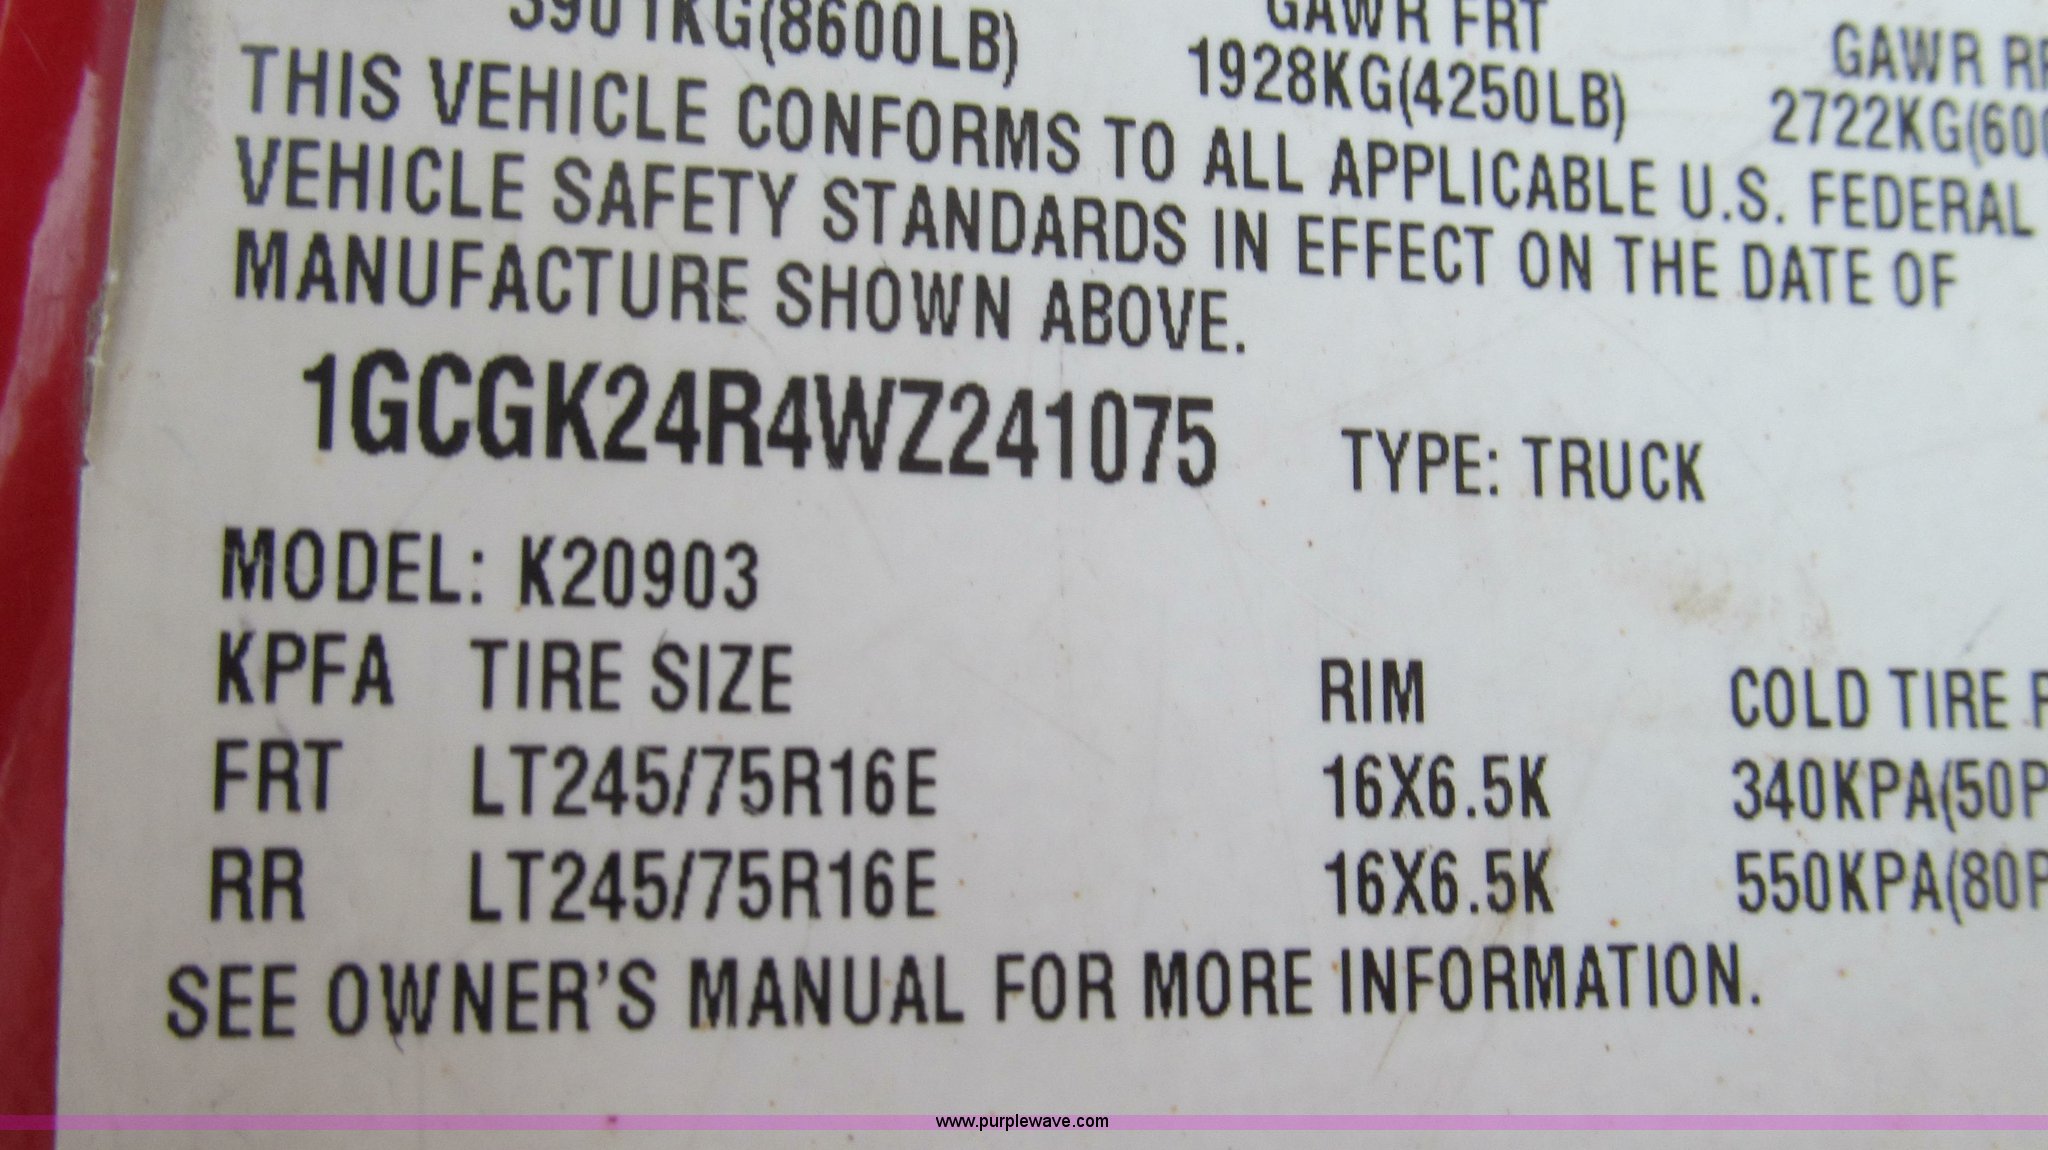 3901KG(8600LB)
GAWR FRT
1928KG(4250LB)
GAWR
2722KG(600
THIS VEHICLE CONFORMS TO ALL APPLICABLE U.S. FEDERAL
VEHICLE SAFETY STANDARDS IN EFFECT ON THE DATE OF
MANUFACTURE SHOWN ABOVE.
1GCGK24R4WZ241075 TYPE: TRUCK
MODEL: K20903
KPFA TIRE SIZE RIM COLD TIRE
FRT LT245/75R16E 16X6.5K 340KPA(50P
RR LT245/75R16E 16X6.5K 550KPA(80P
SEE OWNER'S MANUAL FOR MORE INFORMATION.
www.purplewave.com